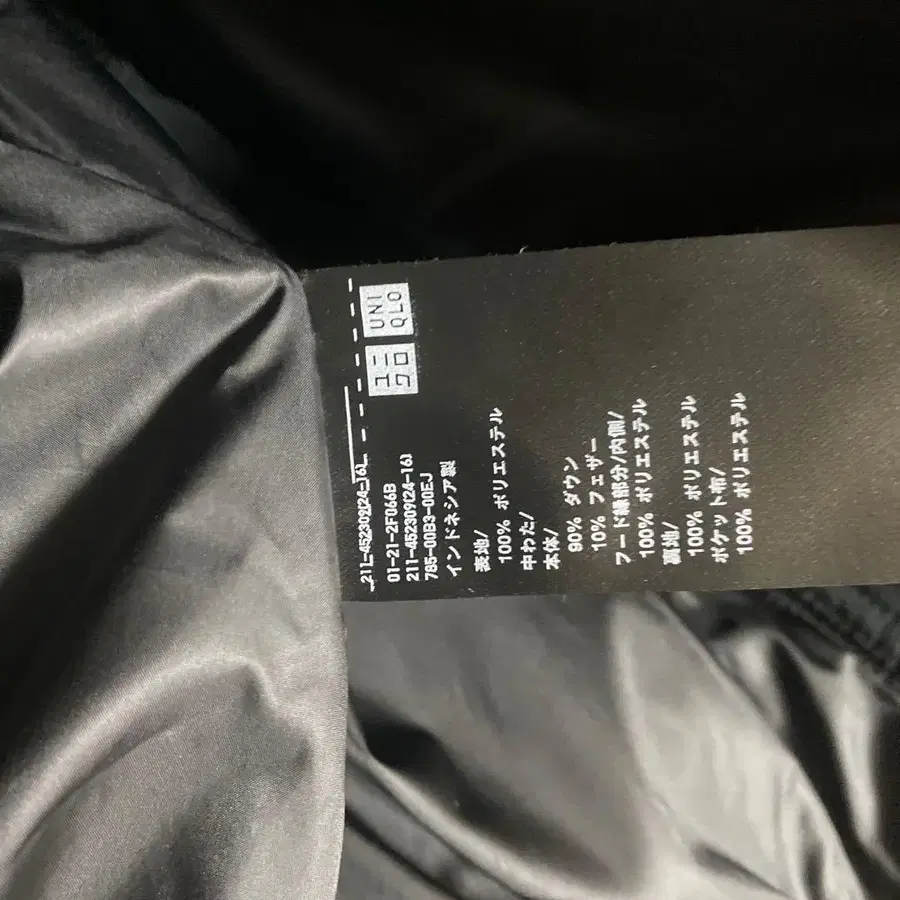 ユニ
クロ
UNI
QLO
211-452309(24-16)
01-21-2F066B
211-452309(24-16)
785-00B3-00EJ
インドネシア製
表地/
100% ポリエステル
中わた/
本体/
90% ダウン
10% フェザー
フード縫部分/内側/
100% ポリエステル
裏地/
100% ポリエステル
ポケット布/
100% ポリエステル